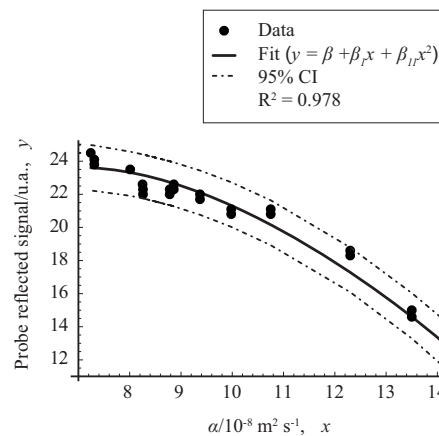 Data
Fit (y = β +β_I x + β_II x²)
95% CI
R² = 0.978
Probe reflected signal/u.a., y
24
22
20
18
16
14
12
8 9 10 11 12 13 14
α/10⁻⁸ m² s⁻¹, x